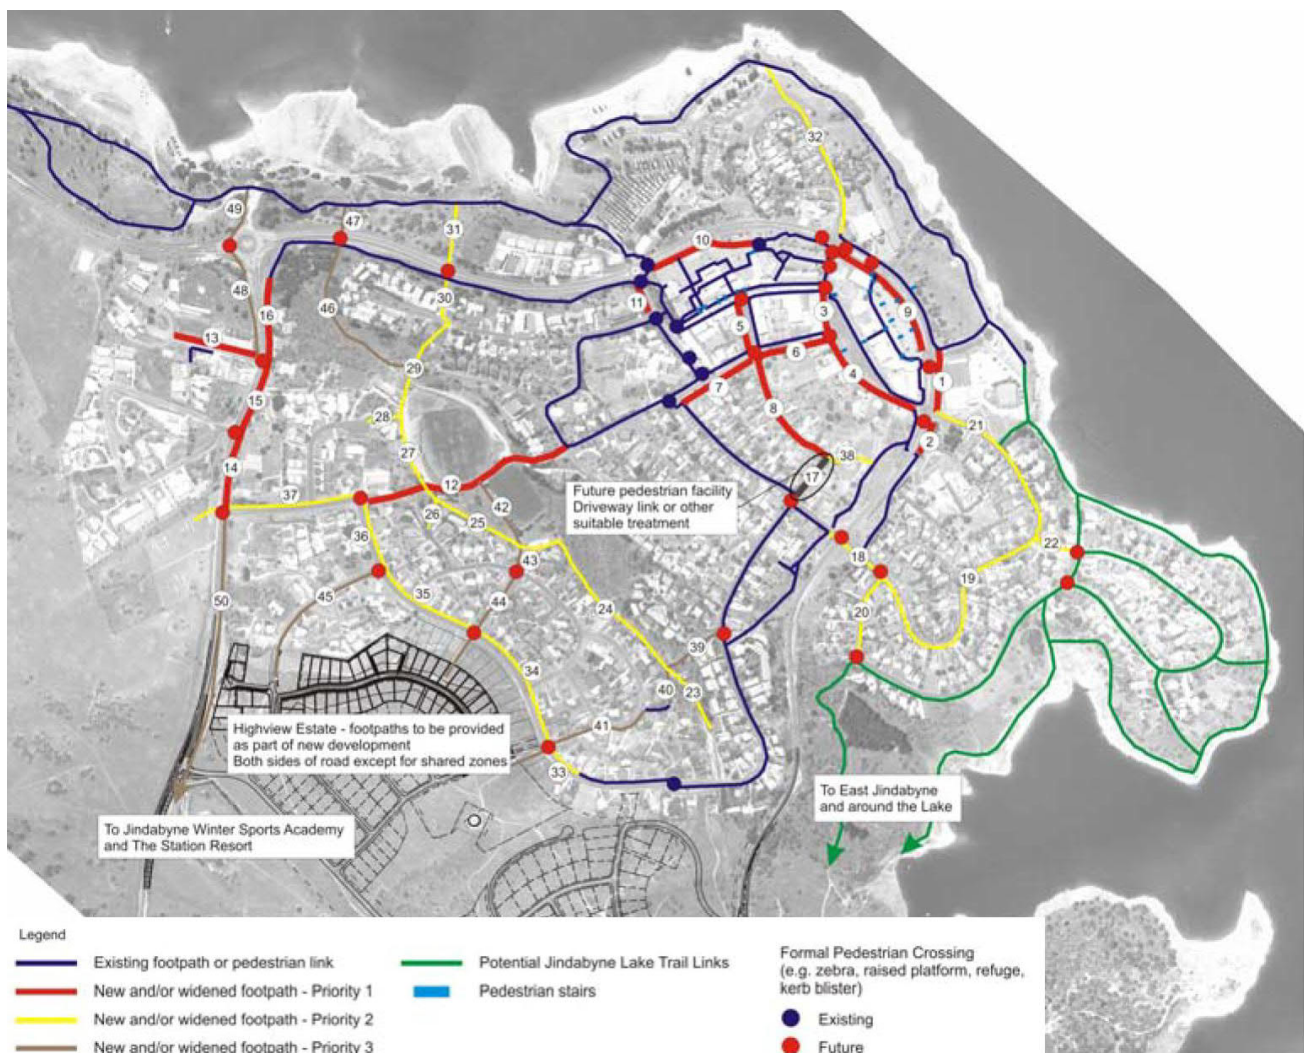 32
49
47
31
10
48
46
30
11
16
3
9
5
13
6
29
7
4
1
15
28
8
21
2
27
38
14
37
12
17
42
Future pedestrian facility
Driveway link or other
suitable treatment
26
25
36
22
43
18
19
35
45
44
50
24
20
39
34
40
23
41
Highview Estate - footpaths to be provided
as part of new development
Both sides of road except for shared zones
33
To East Jindabyne
and around the Lake
To Jindabyne Winter Sports Academy
and The Station Resort
Legend
Existing footpath or pedestrian link
New and/or widened footpath - Priority 1
New and/or widened footpath - Priority 2
New and/or widened footpath - Priority 3
Potential Jindabyne Lake Trail Links
Pedestrian stairs
Formal Pedestrian Crossing
(e.g. zebra, raised platform, refuge,
kerb blister)
Existing
Future